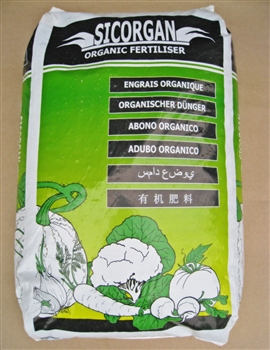 SICORGAN
ORGANIC FERTILISER
ENGRAIS ORGANIQUE
ORGANISCHER DÜNGER
ABONO ORGANICO
ADUBO ORGANICO
سماد عضوي
有机肥料